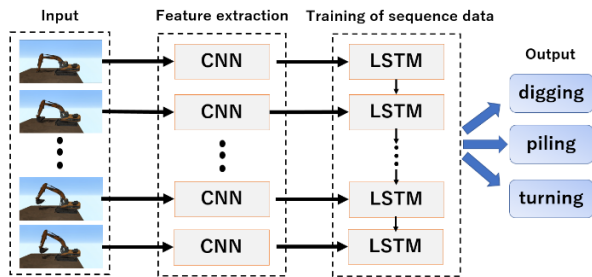 Input
Feature extraction
Training of sequence data
Output
CNN
LSTM
CNN
LSTM
digging
piling
turning
CNN
LSTM
CNN
LSTM